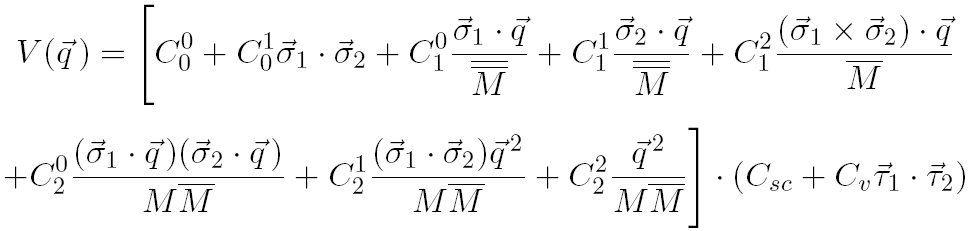 V(\vec{q}\,) = \Bigg[ C_0^0 + C_0^1 \vec{\sigma}_1 \cdot \vec{\sigma}_2 + C_1^0 \frac{\vec{\sigma}_1 \cdot \vec{q}}{\overline{\overline{\overline{M}}}} + C_1^1 \frac{\vec{\sigma}_2 \cdot \vec{q}}{\overline{\overline{\overline{M}}}} + C_1^2 \frac{(\vec{\sigma}_1 \times \vec{\sigma}_2) \cdot \vec{q}}{\overline{M}}
+ C_2^0 \frac{(\vec{\sigma}_1 \cdot \vec{q}\,)(\vec{\sigma}_2 \cdot \vec{q}\,)}{M\overline{M}} + C_2^1 \frac{(\vec{\sigma}_1 \cdot \vec{\sigma}_2)\vec{q}^{\,2}}{M\overline{M}} + C_2^2 \frac{\vec{q}^{\,2}}{M\overline{M}} \Bigg] \cdot (C_{sc} + C_v \vec{\tau}_1 \cdot \vec{\tau}_2)